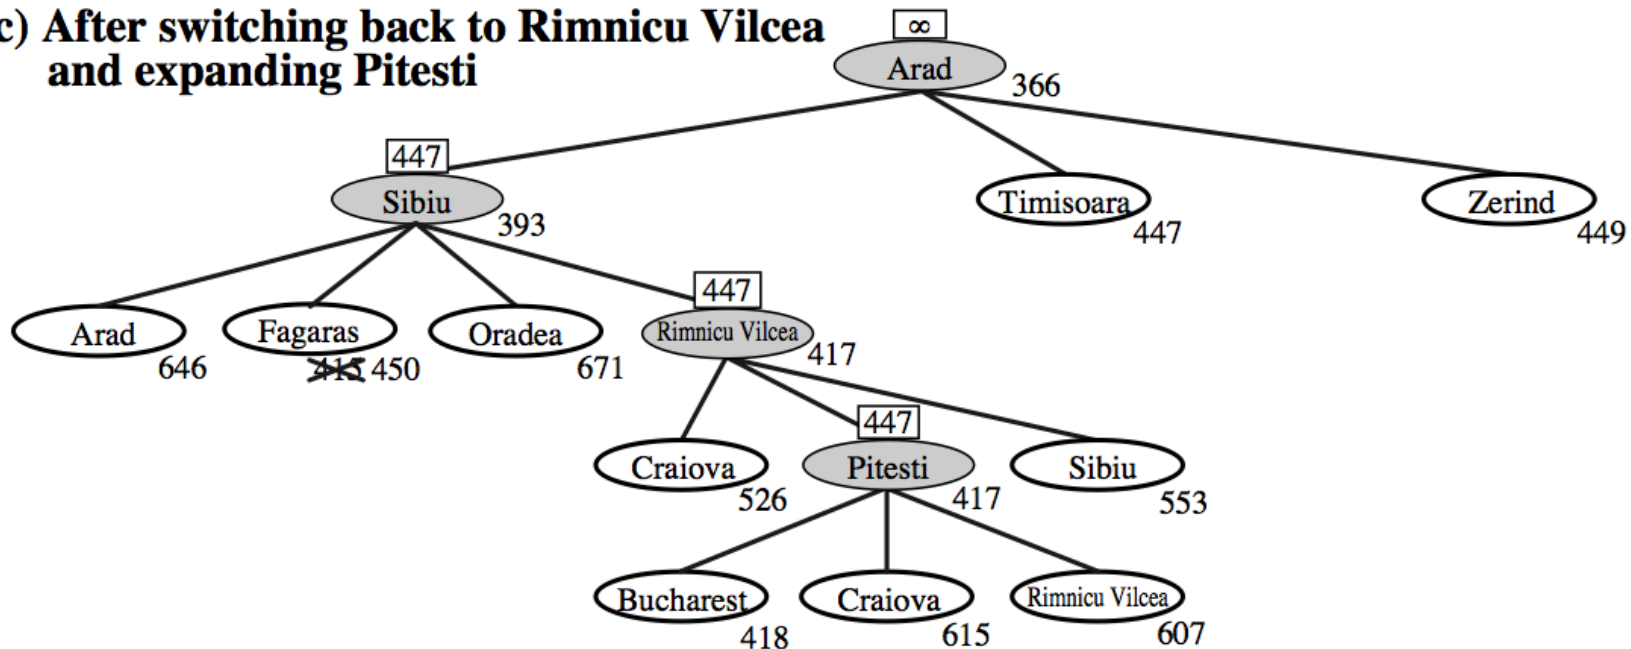 c) After switching back to Rimnicu Vilcea
and expanding Pitesti
∞
Arad
366
447
Sibiu
393
Timisoara
447
Zerind
449
Arad
646
Fagaras
415 450
Oradea
671
447
Rimnicu Vilcea
417
Craiova
526
447
Pitesti
417
Sibiu
553
Bucharest
418
Craiova
615
Rimnicu Vilcea
607